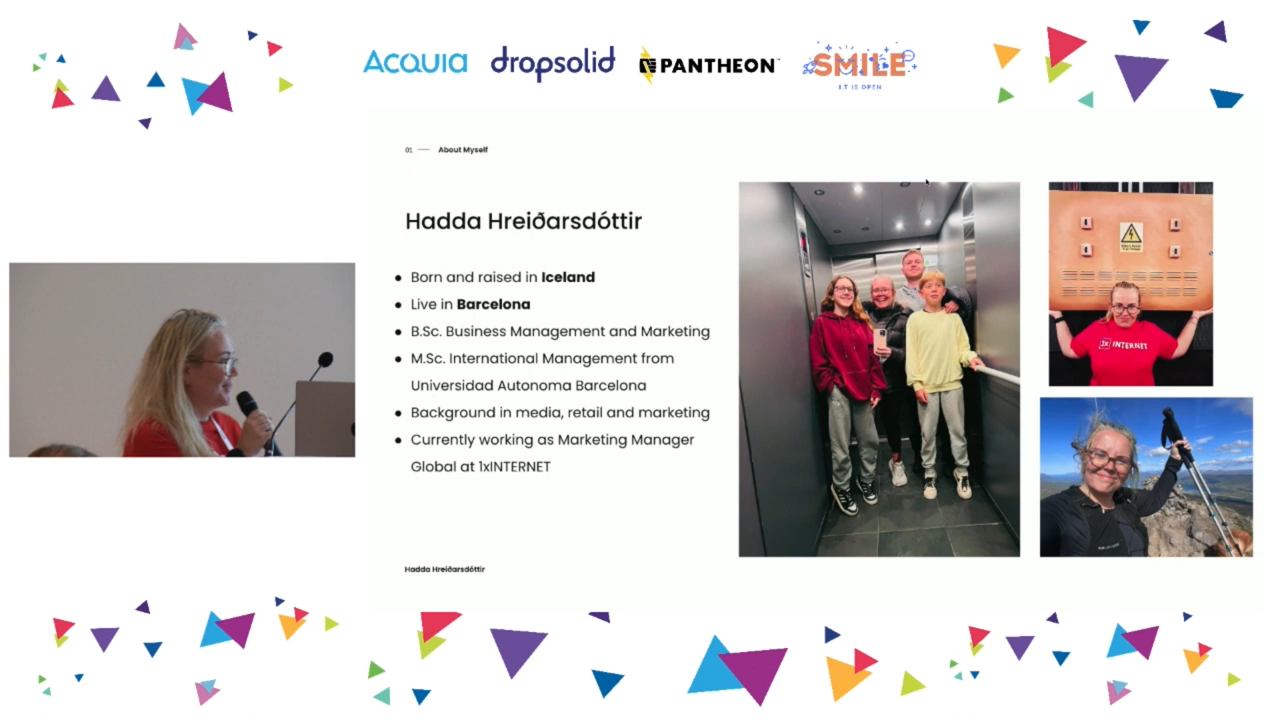 ACQUIA
dropsolid
PANTHEON
SMILE
I.T IS OPEN
01 — About Myself
Hadda Hreiðarsdóttir
• Born and raised in Iceland
• Live in Barcelona
• B.Sc. Business Management and Marketing
• M.Sc. International Management from
Universidad Autonoma Barcelona
• Background in media, retail and marketing
• Currently working as Marketing Manager
Global at 1xINTERNET
1x INTERNET
Hadda Hreiðarsdóttir